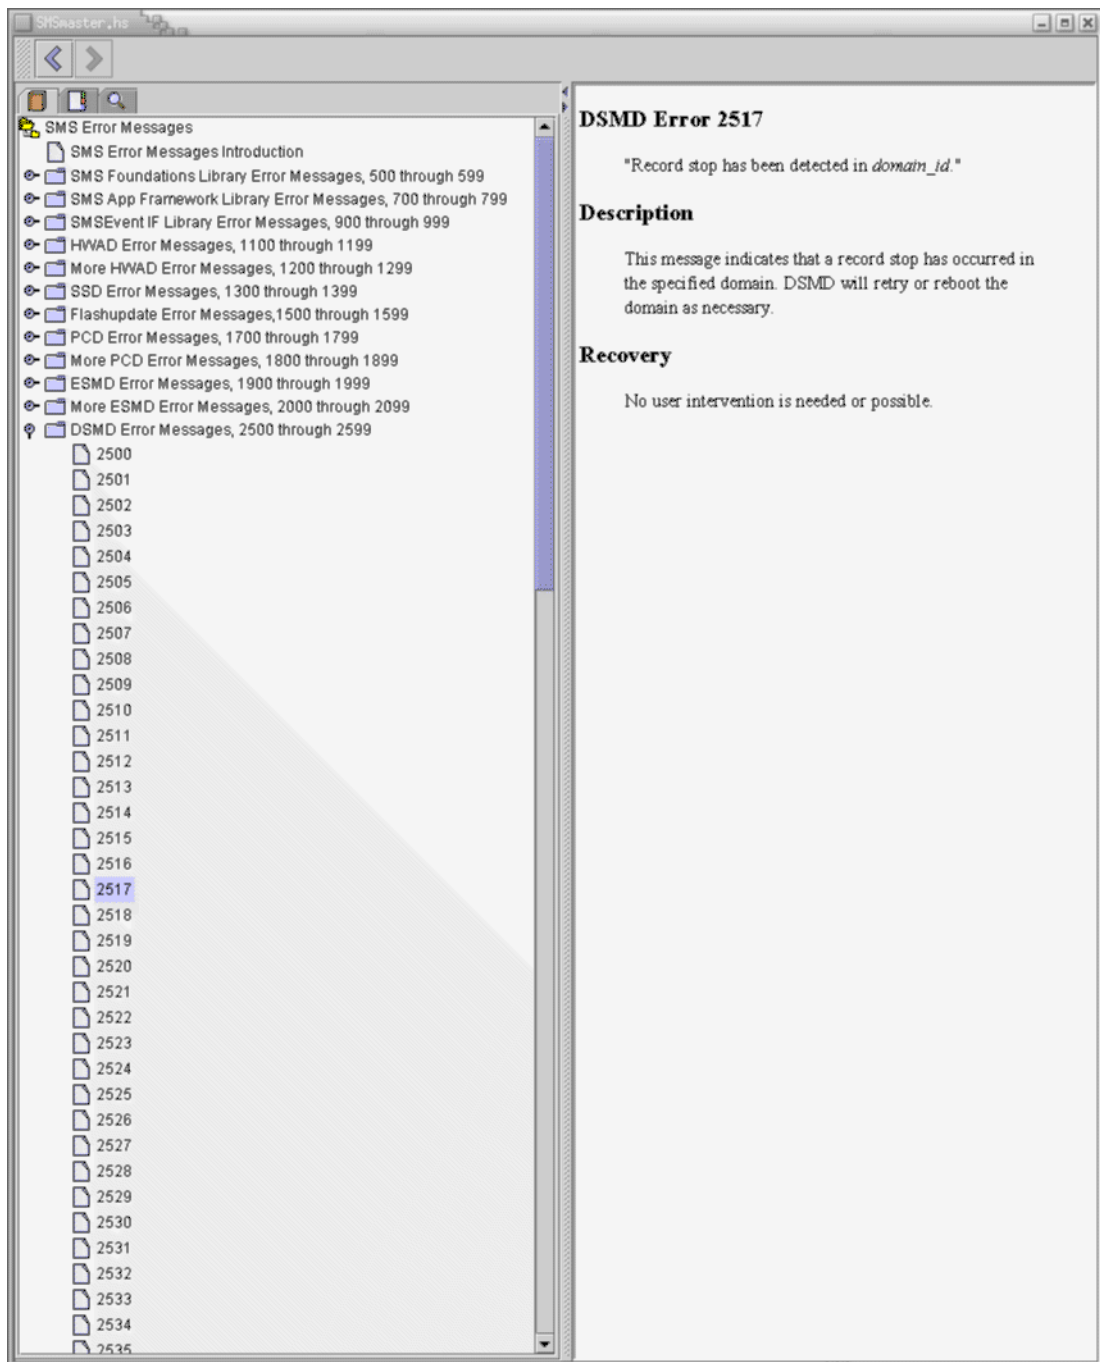 SMSmaster.hs
SMS Error Messages
SMS Error Messages Introduction
SMS Foundations Library Error Messages, 500 through 599
SMS App Framework Library Error Messages, 700 through 799
SMSEvent IF Library Error Messages, 900 through 999
HWAD Error Messages, 1100 through 1199
More HWAD Error Messages, 1200 through 1299
SSD Error Messages, 1300 through 1399
Flashupdate Error Messages,1500 through 1599
PCD Error Messages, 1700 through 1799
More PCD Error Messages, 1800 through 1899
ESMD Error Messages, 1900 through 1999
More ESMD Error Messages, 2000 through 2099
DSMD Error Messages, 2500 through 2599
2500
2501
2502
2503
2504
2505
2506
2507
2508
2509
2510
2511
2512
2513
2514
2515
2516
2517
2518
2519
2520
2521
2522
2523
2524
2525
2526
2527
2528
2529
2530
2531
2532
2533
2534
2535
DSMD Error 2517
"Record stop has been detected in domain_id."
Description
This message indicates that a record stop has occurred in
the specified domain. DSMD will retry or reboot the
domain as necessary.
Recovery
No user intervention is needed or possible.